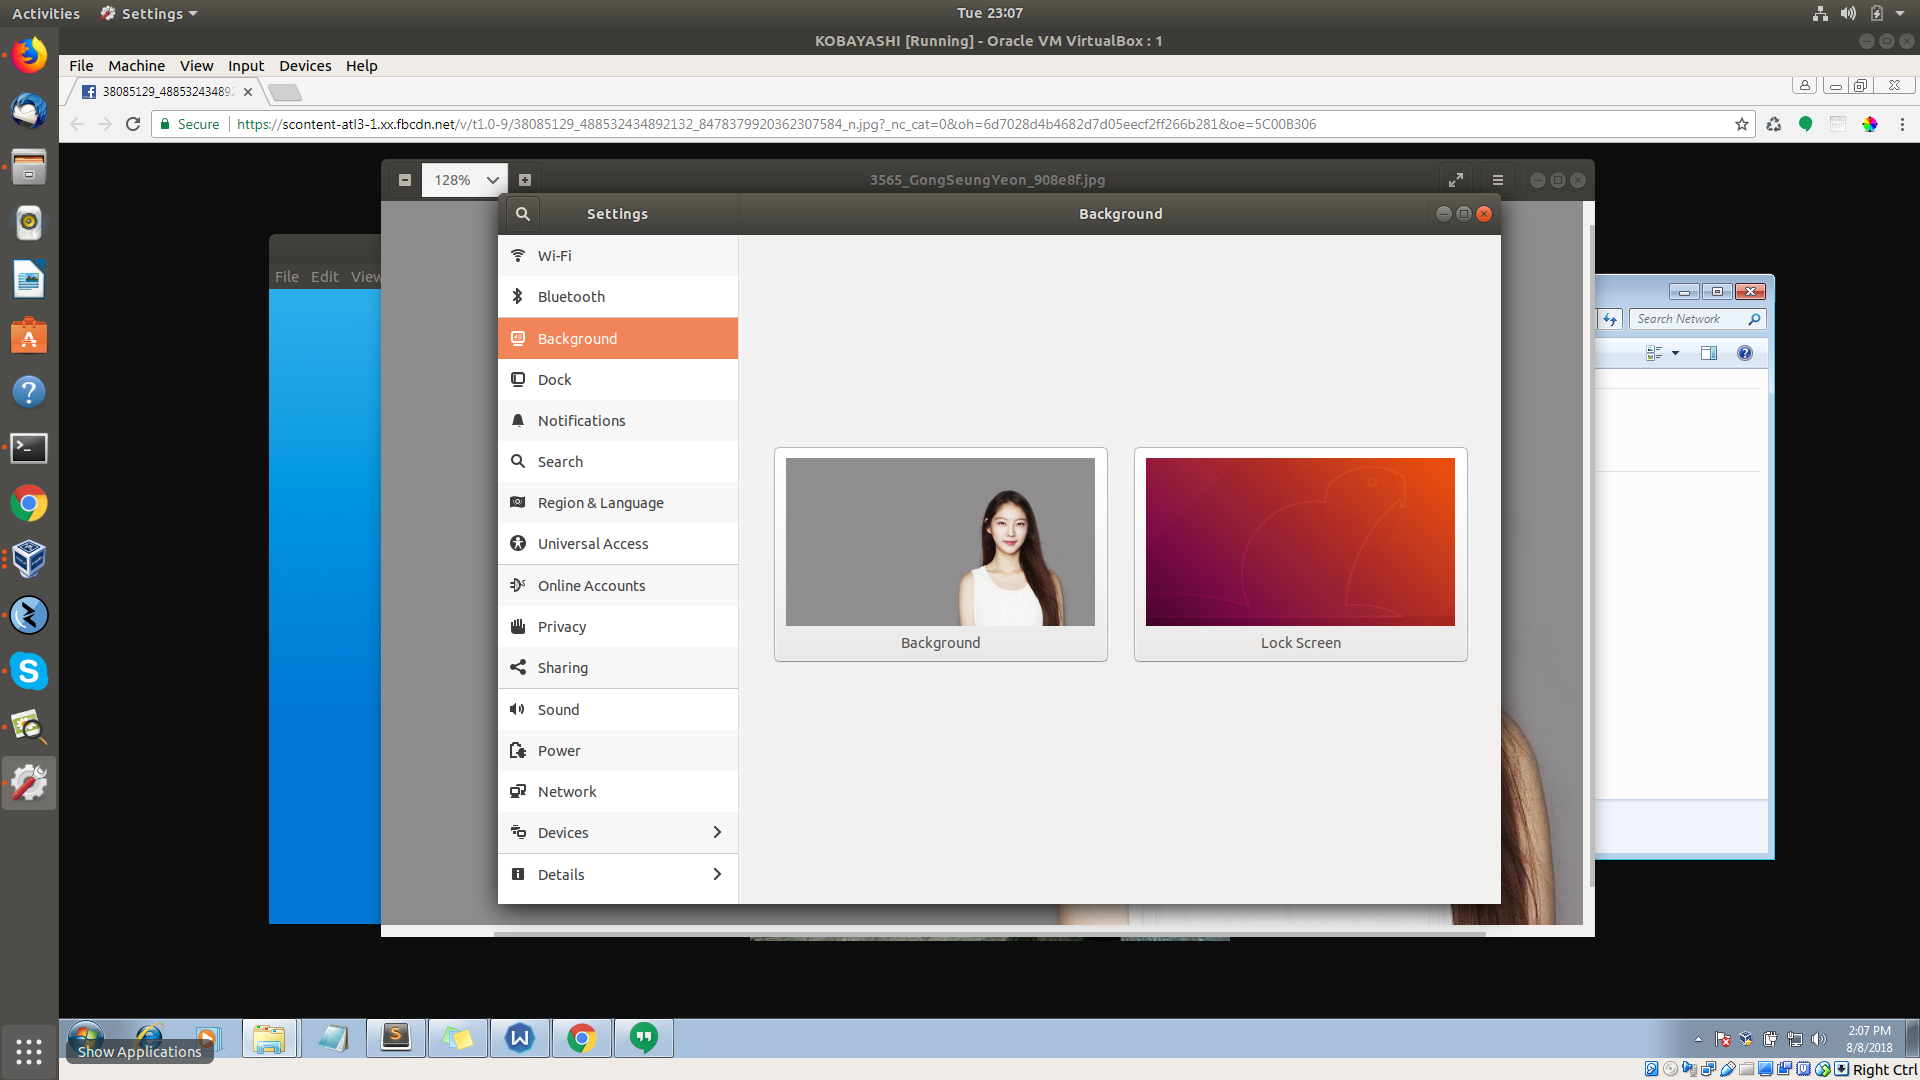 Activities Settings Tue 23:07
KOBAYASHI [Running] - Oracle VM VirtualBox : 1
File Machine View Input Devices Help
38085129_48853243489
Secure https://scontent-atl3-1.xx.fbcdn.net/v/t1.0-9/38085129_488532434892132_8478379920362307584_n.jpg?_nc_cat=0&oh=6d7028d4b4682d7d05eecf2ff266b281&oe=5C00B306
128% 3565_GongSeungYeon_908e8f.jpg
Settings Background
File Edit View
Search Network
Wi-Fi
Bluetooth
Background
Dock
Notifications
Search
Region & Language
Universal Access
Online Accounts
Privacy
Sharing
Sound
Power
Network
Devices
Details
Background Lock Screen
Show Applications
2:07 PM
8/8/2018
Right Ctrl